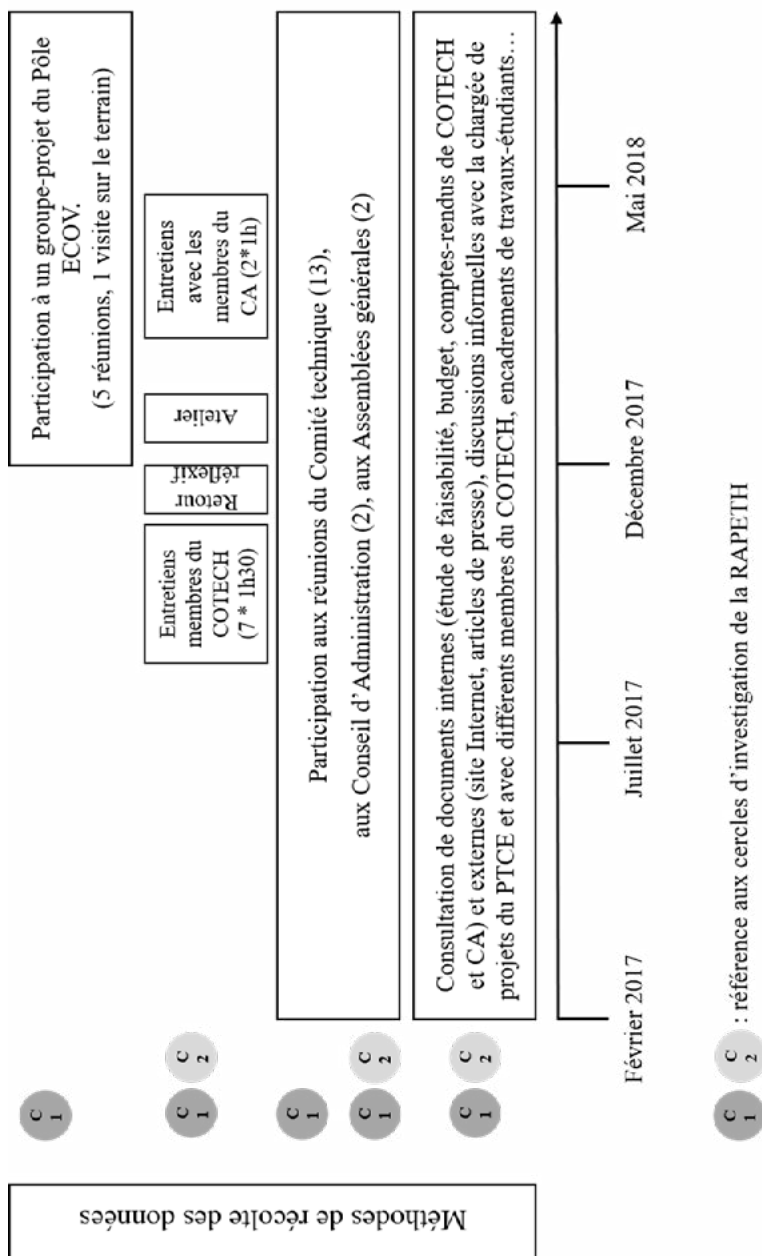 Méthodes de récolte des données
C
1
Participation à un groupe-projet du Pôle
ECOV.
(5 réunions, 1 visite sur le terrain)
C
1
C
2
Entretiens
membres du
COTECH
(7 * 1h30)
Retour
réflexif
Atelier
Entretiens
avec les
membres du
CA (2*1h)
C
1
Participation aux réunions du Comité technique (13),
C
1
C
2
aux Conseil d’Administration (2), aux Assemblées générales (2)
C
1
C
2
Consultation de documents internes (étude de faisabilité, budget, comptes-rendus de COTECH
et CA) et externes (site Internet, articles de presse), discussions informelles avec la chargée de
projets du PTCE et avec différents membres du COTECH, encadrements de travaux-étudiants…
Février 2017
Juillet 2017
Décembre 2017
Mai 2018
C
1
C
2
: référence aux cercles d’investigation de la RAPETH